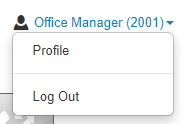 Office Manager (2001)
Profile
Log Out